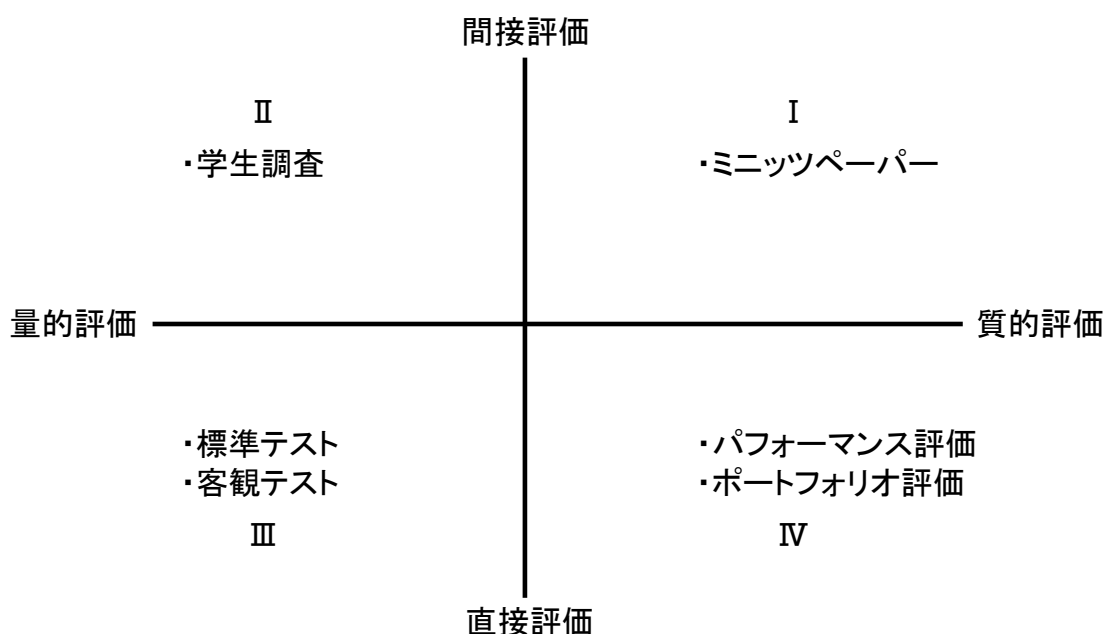 間接評価
Ⅱ
・学生調査
Ⅰ
・ミニッツペーパー
量的評価
質的評価
・標準テスト
・客観テスト
Ⅲ
・パフォーマンス評価
・ポートフォリオ評価
Ⅳ
直接評価